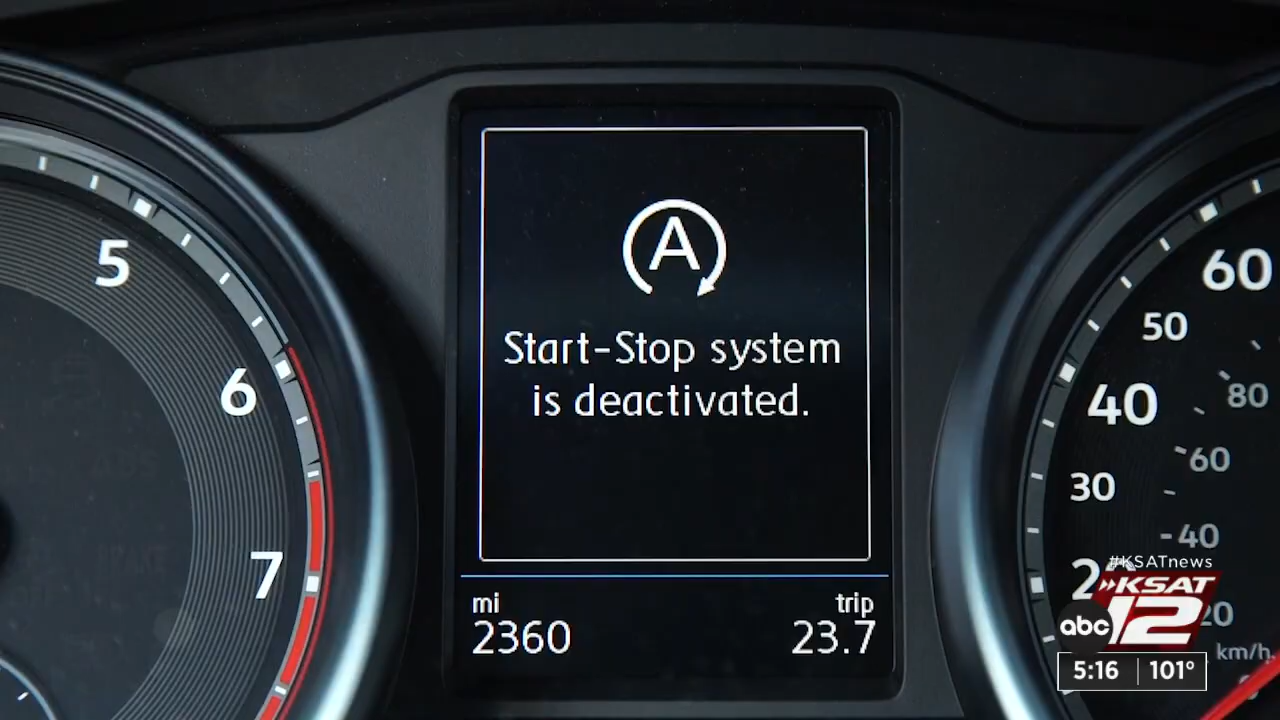 A
Start-Stop system
is deactivated.
mi
2360
trip
23.7
5
6
7
60
50
40
30
80
60
40
20
km/h
#KSATnews
KSAT
12
abc
5:16
101°